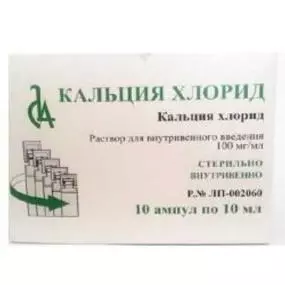 КАЛЬЦИЯ ХЛОРИД
Кальция хлорид
Раствор для внутривенного введения
100 мг/мл
СТЕРИЛЬНО
ВНУТРИВЕННО
Р.№ ЛП-002060
10 ампул по 10 мл